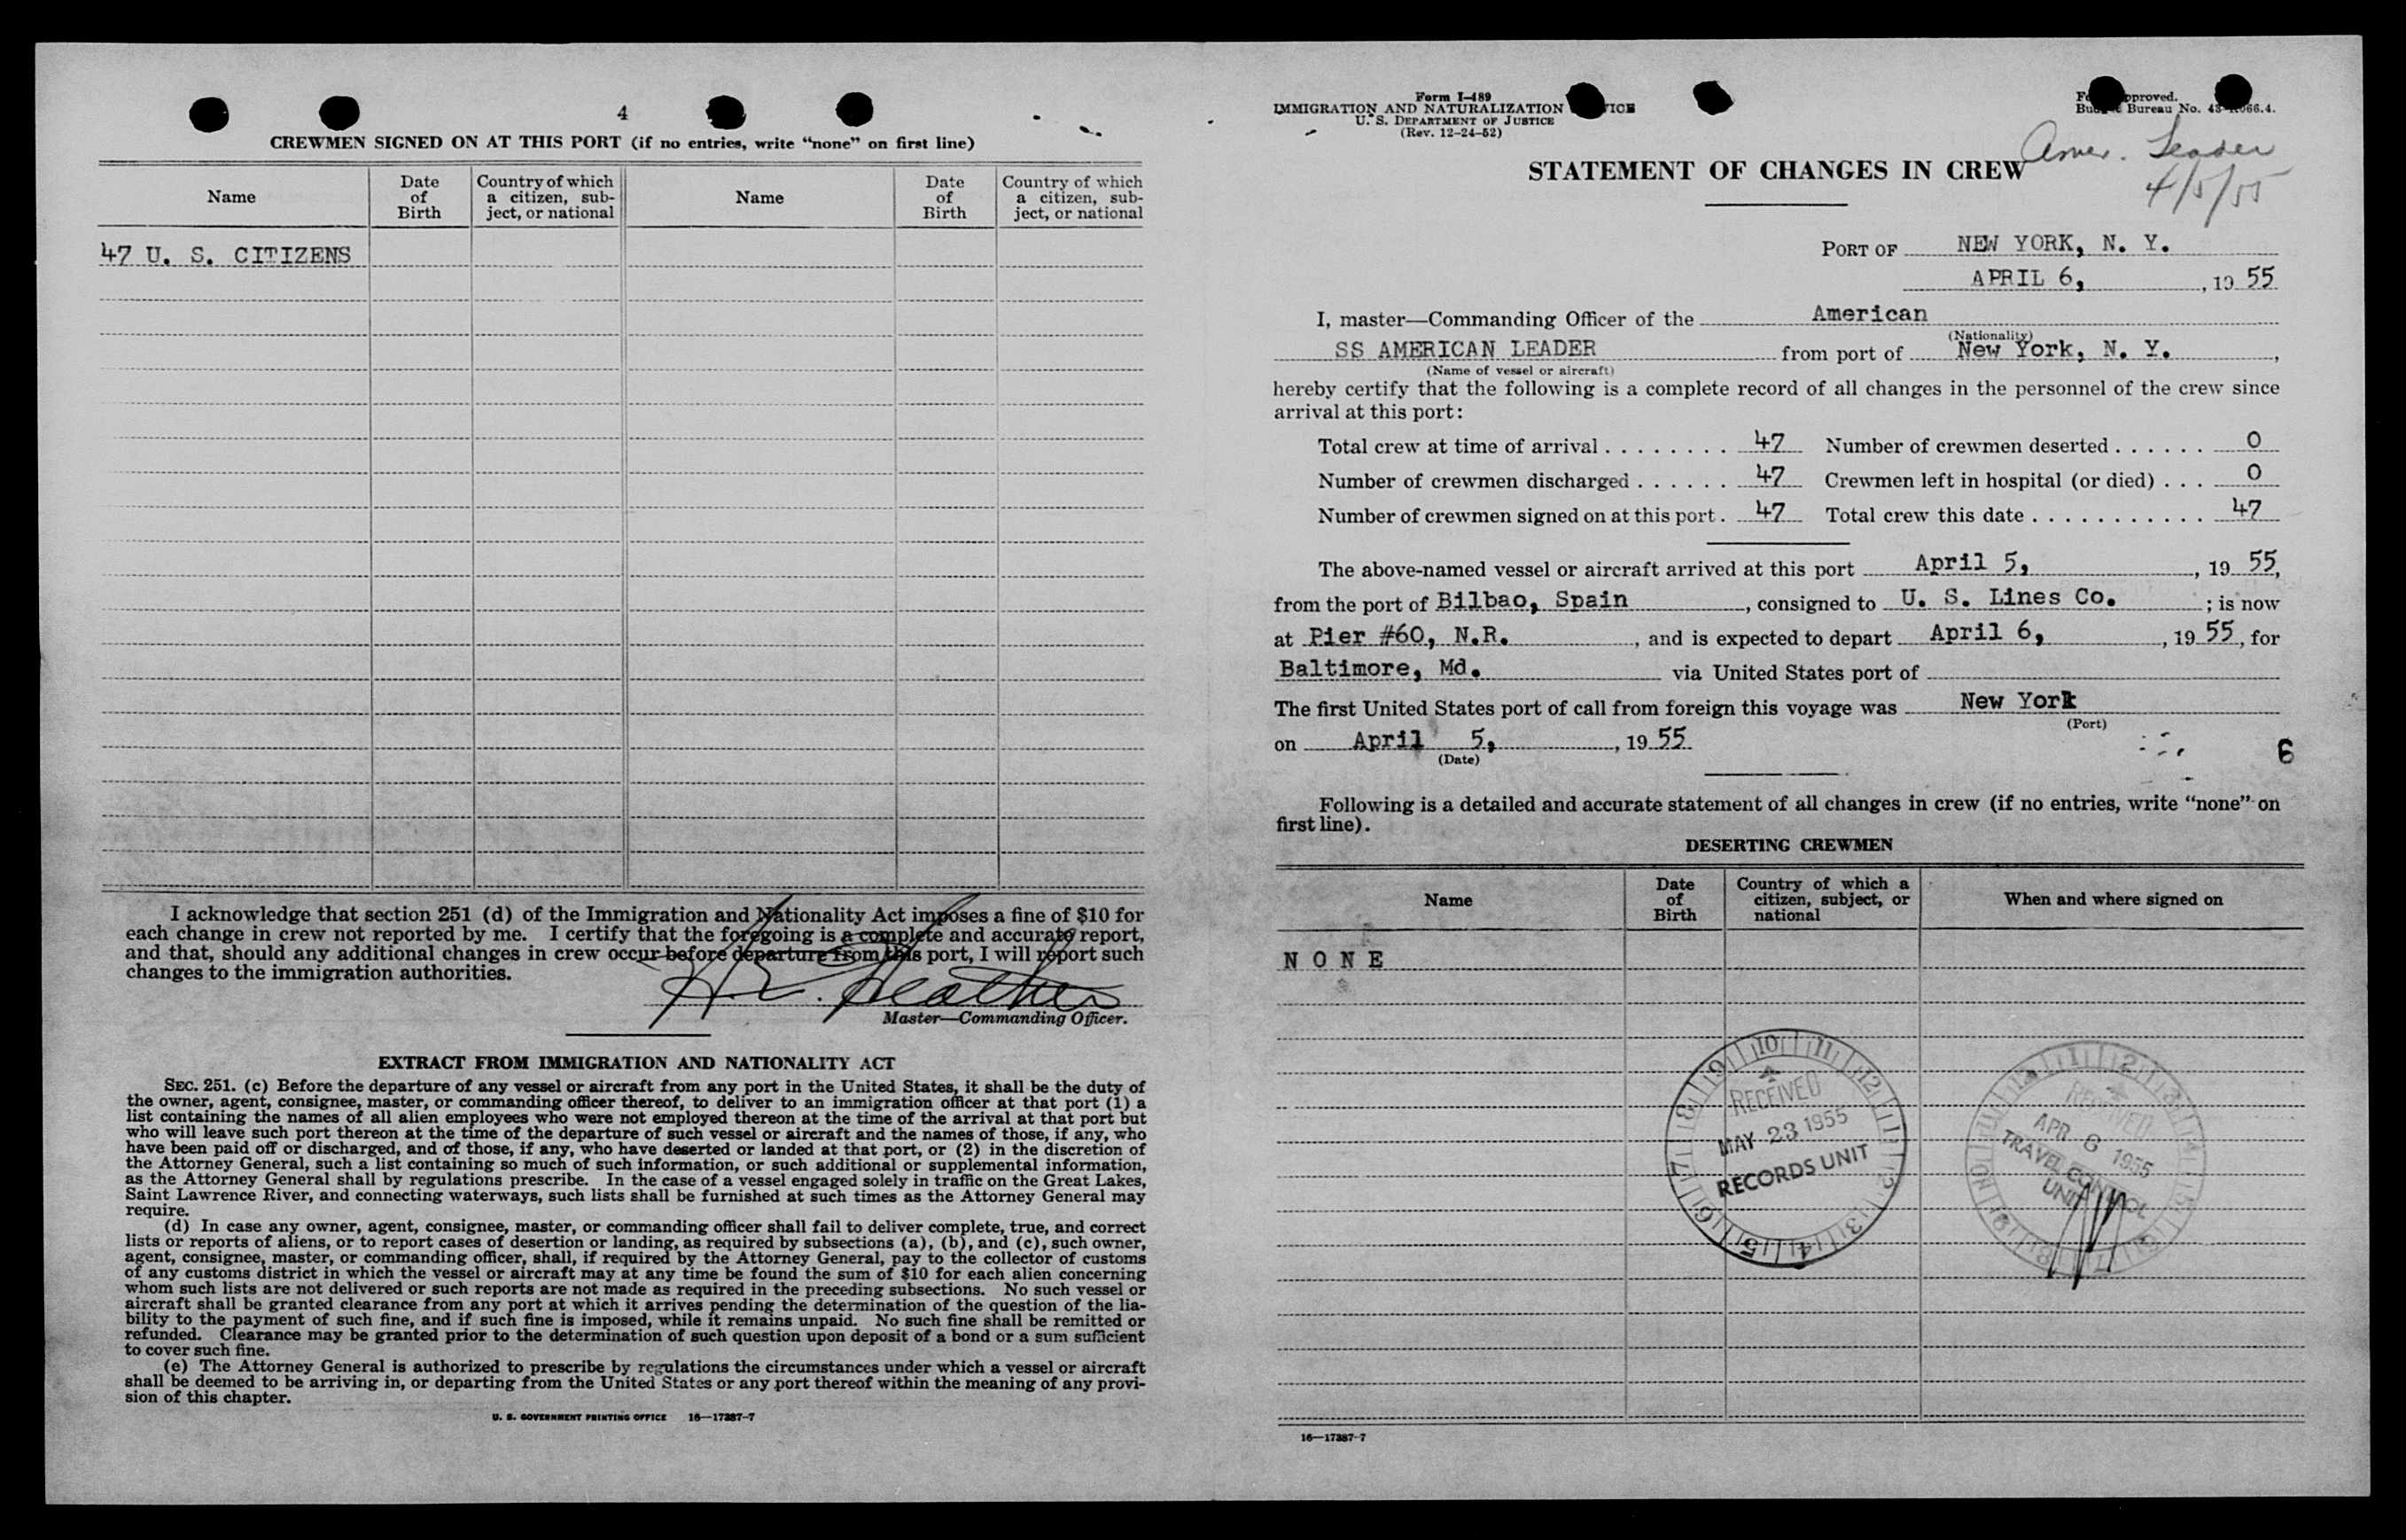 4
CREWMEN SIGNED ON AT THIS PORT (if no entries, write “none” on first line)
Name
Date
of
Birth
Country of which
a citizen, sub-
ject, or national
Name
Date
of
Birth
Country of which
a citizen, sub-
ject, or national
47 U. S. CITIZENS
I acknowledge that section 251 (d) of the Immigration and Nationality Act imposes a fine of $10 for
each change in crew not reported by me. I certify that the foregoing is a complete and accurate report,
and that, should any additional changes in crew occur before departure from this port, I will report such
changes to the immigration authorities.
Master—Commanding Officer.
EXTRACT FROM IMMIGRATION AND NATIONALITY ACT
SEC. 251. (c) Before the departure of any vessel or aircraft from any port in the United States, it shall be the duty of
the owner, agent, consignee, master, or commanding officer thereof, to deliver to an immigration officer at that port (1) a
list containing the names of all alien employees who were not employed thereon at the time of the arrival at that port but
who will leave such port thereon at the time of the departure of such vessel or aircraft and the names of those, if any, who
have been paid off or discharged, and of those, if any, who have deserted or landed at that port, or (2) in the discretion of
the Attorney General, such a list containing so much of such information, or such additional or supplemental information,
as the Attorney General shall by regulations prescribe. In the case of a vessel engaged solely in traffic on the Great Lakes,
Saint Lawrence River, and connecting waterways, such lists shall be furnished at such times as the Attorney General may
require.
(d) In case any owner, agent, consignee, master, or commanding officer shall fail to deliver complete, true, and correct
lists or reports of aliens, or to report cases of desertion or landing, as required by subsections (a), (b), and (c), such owner,
agent, consignee, master, or commanding officer, shall, if required by the Attorney General, pay to the collector of customs
of any customs district in which the vessel or aircraft may at any time be found the sum of $10 for each alien concerning
whom such lists are not delivered or such reports are not made as required in the preceding subsections. No such vessel or
aircraft shall be granted clearance from any port at which it arrives pending the determination of the question of the lia-
bility to the payment of such fine, and if such fine is imposed, while it remains unpaid. No such fine shall be remitted or
refunded. Clearance may be granted prior to the determination of such question upon deposit of a bond or a sum sufficient
to cover such fine.
(e) The Attorney General is authorized to prescribe by regulations the circumstances under which a vessel or aircraft
shall be deemed to be arriving in, or departing from the United States or any port thereof within the meaning of any provi-
sion of this chapter.
U. S. GOVERNMENT PRINTING OFFICE 16—17387-7
Form I-489
IMMIGRATION AND NATURALIZATION
U. S. DEPARTMENT OF JUSTICE
(Rev. 12-24-52)
Bureau No.
Amer. Leader
4/5/55
STATEMENT OF CHANGES IN CREW
PORT OF NEW YORK, N. Y.
APRIL 6, , 19 55
I, master—Commanding Officer of the American
(Nationality)
SS AMERICAN LEADER from port of New York, N. Y. ,
(Name of vessel or aircraft)
hereby certify that the following is a complete record of all changes in the personnel of the crew since
arrival at this port:
Total crew at time of arrival . . . . . . . . 47 Number of crewmen deserted . . . . . . 0
Number of crewmen discharged . . . . . . 47 Crewmen left in hospital (or died) . . . 0
Number of crewmen signed on at this port . 47 Total crew this date . . . . . . . . . . . 47
The above-named vessel or aircraft arrived at this port April 5, , 19 55,
from the port of Bilbao, Spain , consigned to U. S. Lines Co. ; is now
at Pier #60, N.R. , and is expected to depart April 6, , 19 55, for
Baltimore, Md. via United States port of
The first United States port of call from foreign this voyage was New York
(Port)
on April 5, , 19 55
(Date)
6
Following is a detailed and accurate statement of all changes in crew (if no entries, write “none” on
first line).
DESERTING CREWMEN
Name
Date
of
Birth
Country of which a
citizen, subject, or
national
When and where signed on
N O N E
RECEIVED
MAY 23 1955
RECORDS UNIT
RECEIVED
APR 8 1955
TRAVEL CONTROL
UNIT
16—17387-7